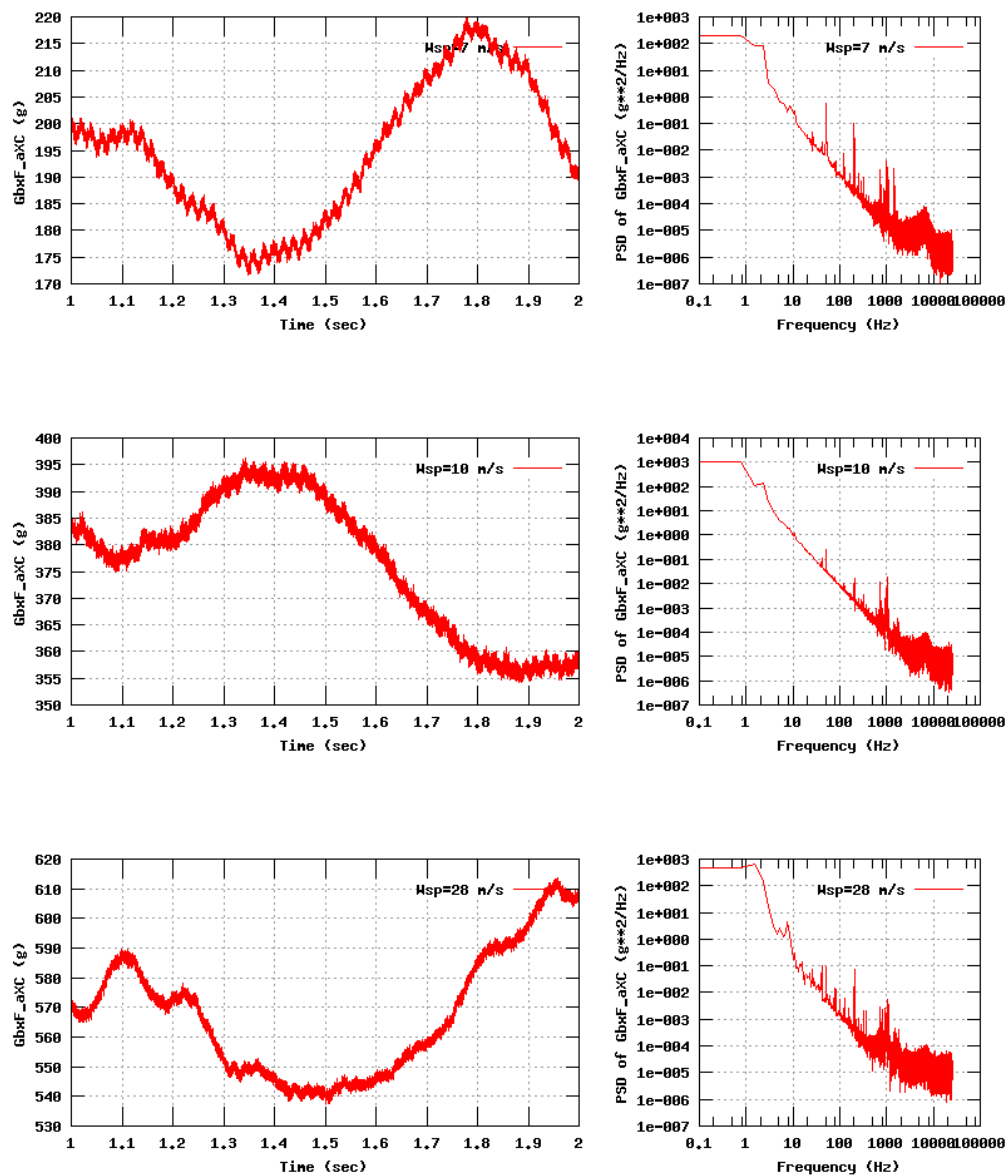 220
215
210
205
200
195
190
185
180
175
170
GbxF_aXC (g)
Wsp=7 m/s
1 1.1 1.2 1.3 1.4 1.5 1.6 1.7 1.8 1.9 2
Time (sec)
1e+003
1e+002
1e+001
1e+000
1e-001
1e-002
1e-003
1e-004
1e-005
1e-006
1e-007
PSD of GbxF_aXC (g**2/Hz)
Wsp=7 m/s
0.1 1 10 100 1000 10000 100000
Frequency (Hz)
400
395
390
385
380
375
370
365
360
355
350
GbxF_aXC (g)
Wsp=10 m/s
1 1.1 1.2 1.3 1.4 1.5 1.6 1.7 1.8 1.9 2
Time (sec)
1e+004
1e+003
1e+002
1e+001
1e+000
1e-001
1e-002
1e-003
1e-004
1e-005
1e-006
1e-007
PSD of GbxF_aXC (g**2/Hz)
Wsp=10 m/s
0.1 1 10 100 1000 10000 100000
Frequency (Hz)
620
610
600
590
580
570
560
550
540
530
GbxF_aXC (g)
Wsp=28 m/s
1 1.1 1.2 1.3 1.4 1.5 1.6 1.7 1.8 1.9 2
Time (sec)
1e+003
1e+002
1e+001
1e+000
1e-001
1e-002
1e-003
1e-004
1e-005
1e-006
1e-007
PSD of GbxF_aXC (g**2/Hz)
Wsp=28 m/s
0.1 1 10 100 1000 10000 100000
Frequency (Hz)